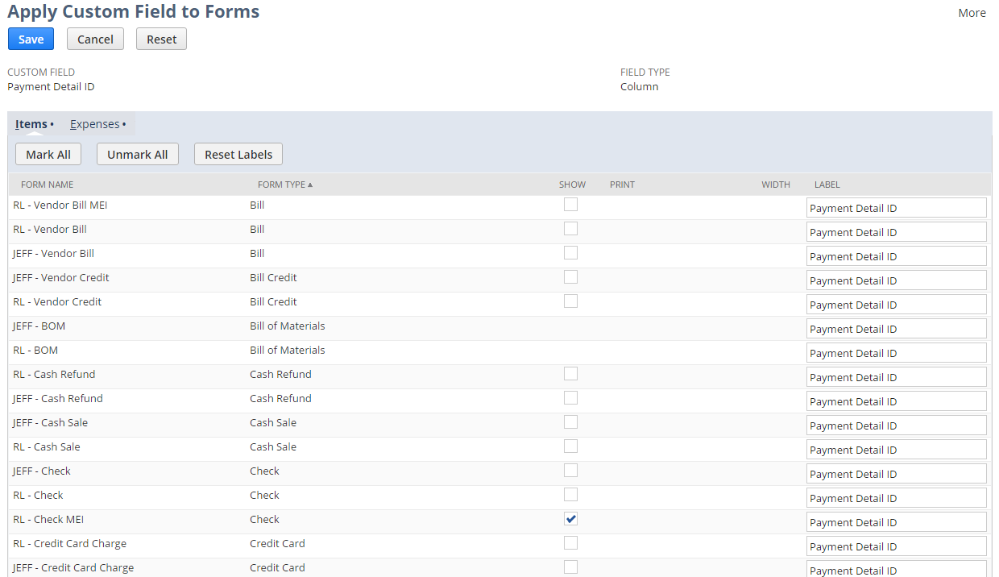 Apply Custom Field to Forms
More
Save Cancel Reset
CUSTOM FIELD FIELD TYPE
Payment Detail ID Column
Items • Expenses •
Mark All Unmark All Reset Labels
FORM NAME FORM TYPE ▲ SHOW PRINT WIDTH LABEL
RL - Vendor Bill MEI Bill Payment Detail ID
RL - Vendor Bill Bill Payment Detail ID
JEFF - Vendor Bill Bill Payment Detail ID
JEFF - Vendor Credit Bill Credit Payment Detail ID
RL - Vendor Credit Bill Credit Payment Detail ID
JEFF - BOM Bill of Materials Payment Detail ID
RL - BOM Bill of Materials Payment Detail ID
RL - Cash Refund Cash Refund Payment Detail ID
JEFF - Cash Refund Cash Refund Payment Detail ID
JEFF - Cash Sale Cash Sale Payment Detail ID
RL - Cash Sale Cash Sale Payment Detail ID
JEFF - Check Check Payment Detail ID
RL - Check Check Payment Detail ID
RL - Check MEI Check Payment Detail ID
RL - Credit Card Charge Credit Card Payment Detail ID
JEFF - Credit Card Charge Credit Card Payment Detail ID